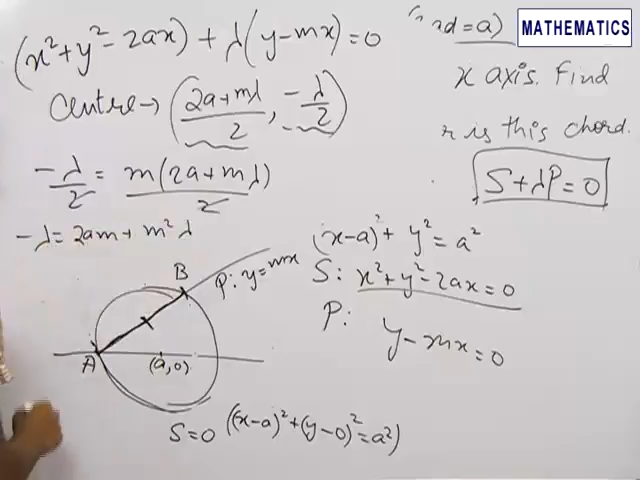 (x²+y²-2ax) + λ(y-mx) = 0
rad = a)
MATHEMATICS
x axis. Find
r is this chord.
Centre → (2a+mλ/2, -λ/2)
S+λP=0
-λ/2 = m(2a+mλ)/2
-λ = 2am + m²λ
(x-a)² + y² = a²
S: x²+y²-2ax=0
P: y-mx=0
B
P: y=mx
A
(a,0)
S=0 ((x-a)²+(y-0)²=a²)